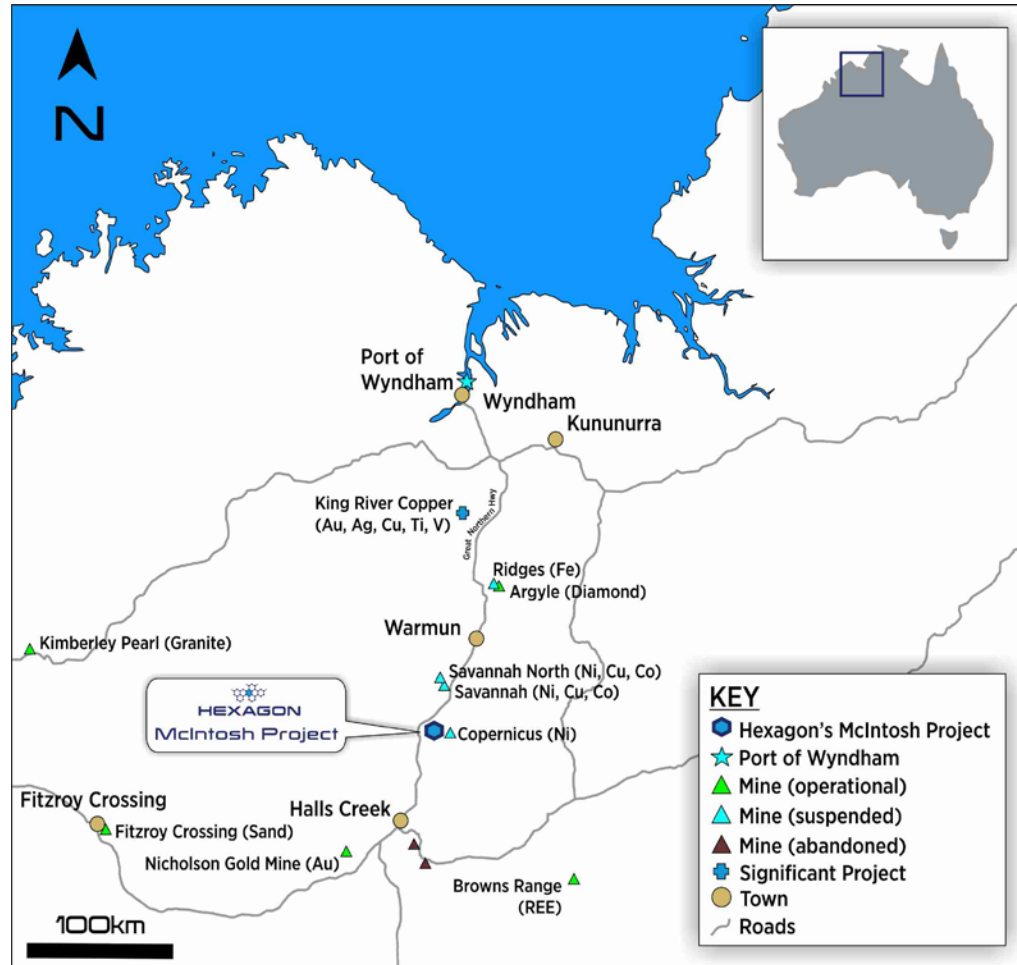 N
Port of
Wyndham
Wyndham
Kununurra
King River Copper
(Au, Ag, Cu, Ti, V)
Great Northern Hwy
Ridges (Fe)
Argyle (Diamond)
Warmun
Kimberley Pearl (Granite)
Savannah North (Ni, Cu, Co)
Savannah (Ni, Cu, Co)
HEXAGON
McIntosh Project
Copernicus (Ni)
Fitzroy Crossing
Fitzroy Crossing (Sand)
Halls Creek
Nicholson Gold Mine (Au)
Browns Range
(REE)
100km
KEY
Hexagon's McIntosh Project
Port of Wyndham
Mine (operational)
Mine (suspended)
Mine (abandoned)
Significant Project
Town
Roads